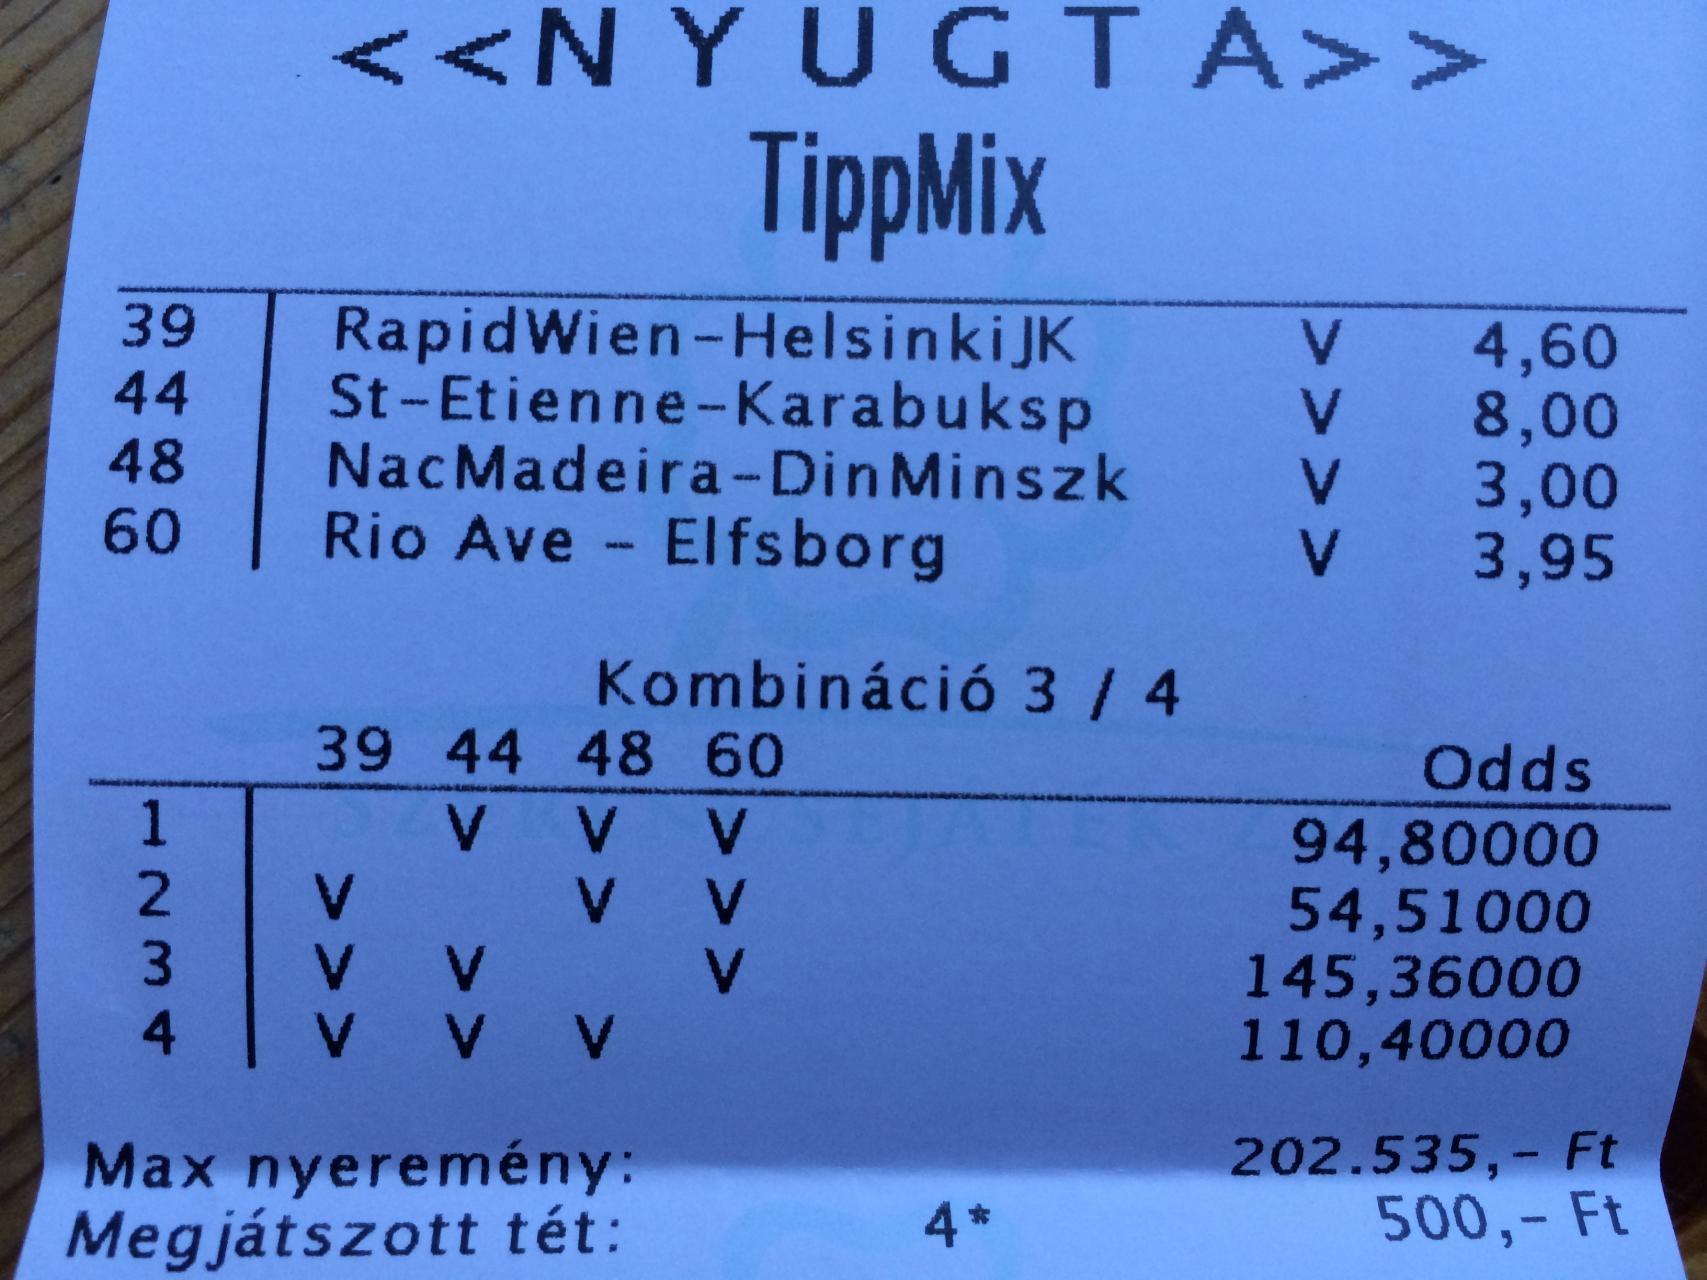 <<NYUGTA>>
TippMix
39 RapidWien-HelsinkiJK V 4,60
44 St-Etienne-Karabuksp V 8,00
48 NacMadeira-DinMinszk V 3,00
60 Rio Ave - Elfsborg V 3,95
Kombináció 3 / 4
39 44 48 60 Odds
1 V V V 94,80000
2 V V V 54,51000
3 V V V 145,36000
4 V V V 110,40000
Max nyeremény: 202.535,- Ft
Megjátszott tét: 4* 500,- Ft